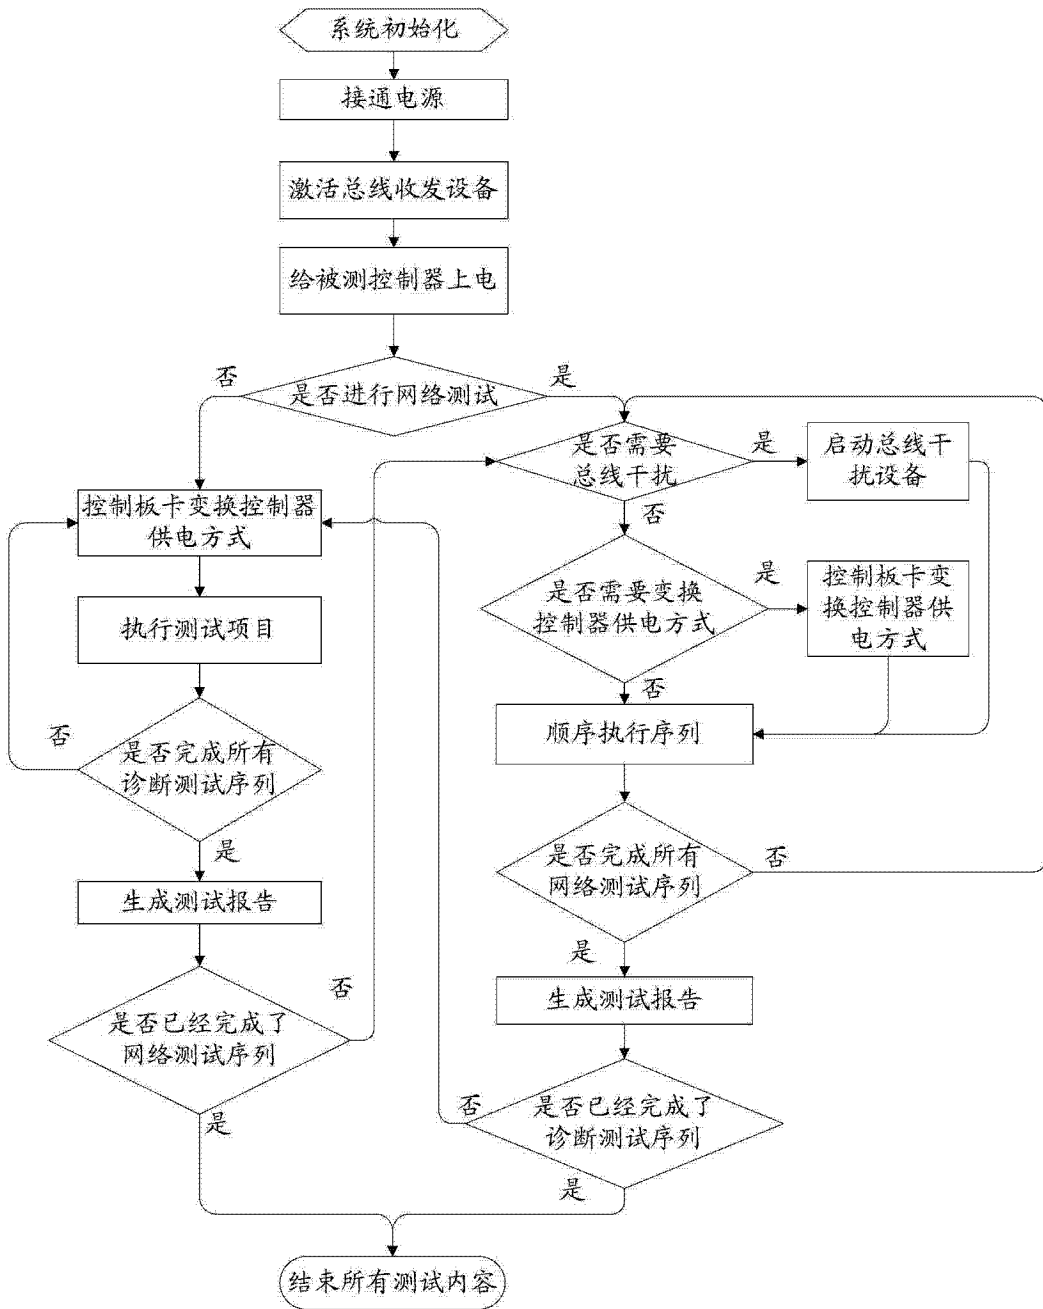 系统初始化
接通电源
激活总线收发设备
给被测控制器上电
否
是否进行网络测试
是
是否需要
总线干扰
是
启动总线干
扰设备
控制板卡变换控制器
供电方式
否
是否需要变换
控制器供电方式
是
控制板卡变
换控制器供
电方式
执行测试项目
否
顺序执行序列
否
是否完成所有
诊断测试序列
是
是否完成所有
网络测试序列
否
生成测试报告
是
生成测试报告
否
是否已经完成了
网络测试序列
是
否
是否已经完成了
诊断测试序列
是
结束所有测试内容